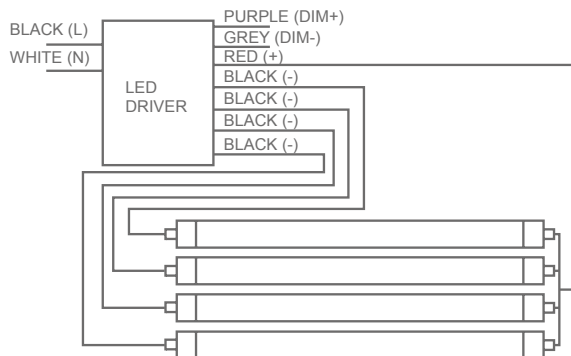 PURPLE (DIM+)
BLACK (L)
GREY (DIM-)
WHITE (N)
RED (+)
BLACK (-)
LED
DRIVER
BLACK (-)
BLACK (-)
BLACK (-)